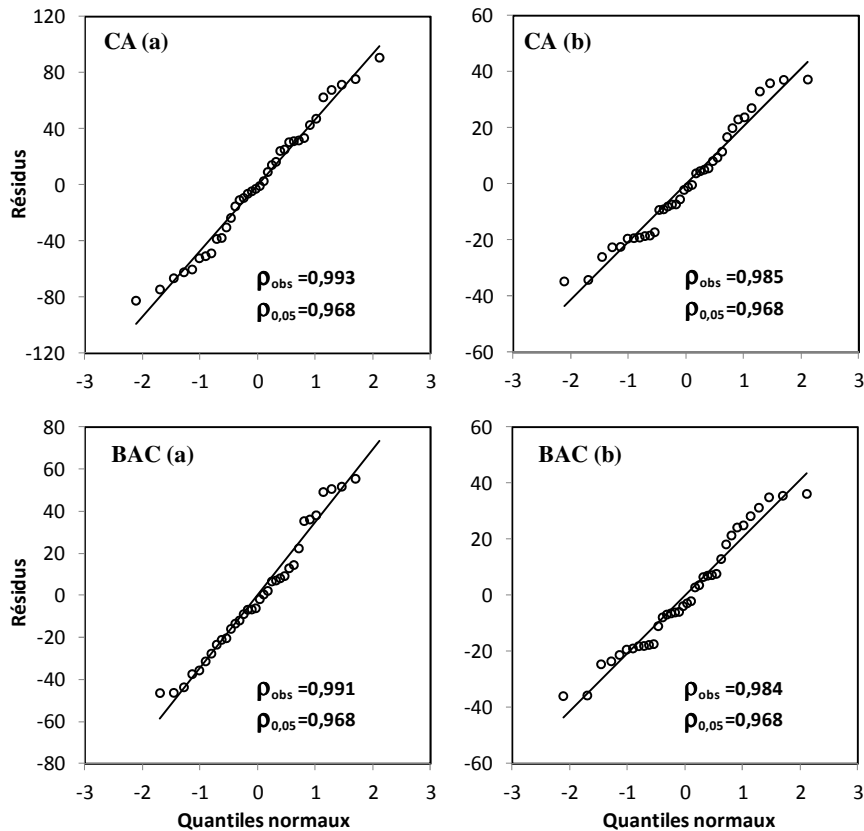 CA (a)
Résidus
120
80
40
0
-40
-80
-120
ρobs =0,993
ρ0,05=0,968
-3 -2 -1 0 1 2 3
CA (b)
60
40
20
0
-20
-40
-60
ρobs =0,985
ρ0,05=0,968
-3 -2 -1 0 1 2 3
BAC (a)
Résidus
80
60
40
20
0
-20
-40
-60
-80
ρobs =0,991
ρ0,05=0,968
-3 -2 -1 0 1 2 3
Quantiles normaux
BAC (b)
60
40
20
0
-20
-40
-60
ρobs =0,984
ρ0,05=0,968
-3 -2 -1 0 1 2 3
Quantiles normaux